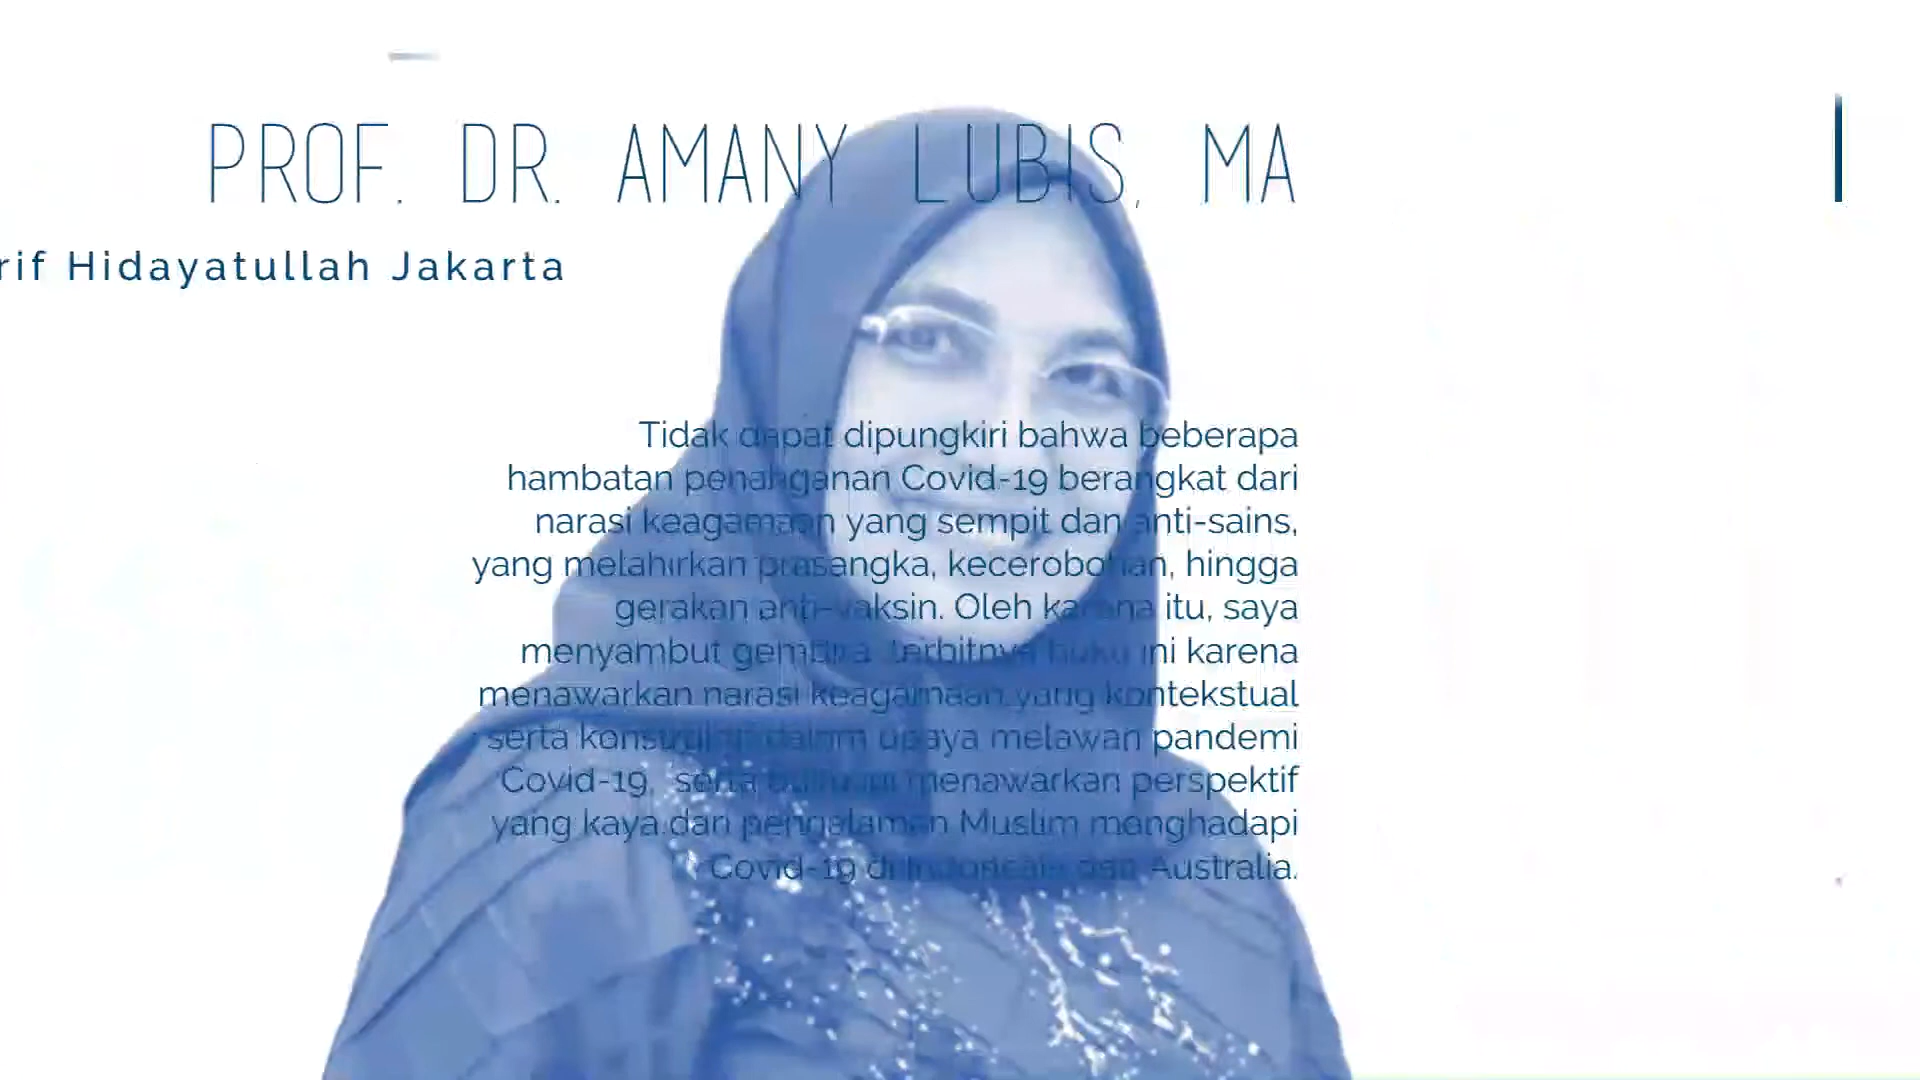 PROF. DR. AMANY LUBIS, MA
rif Hidayatullah Jakarta
Tidak dapat dipungkiri bahwa beberapa
hambatan penanganan Covid-19 berangkat dari
narasi keagamaan yang sempit dan anti-sains,
yang melahirkan prasangka, kecerobohan, hingga
gerakan anti-vaksin. Oleh karena itu, saya
menyambut gembira terbitnya buku ini karena
menawarkan narasi keagamaan yang kontekstual
serta konstruktif dalam upaya melawan pandemi
Covid-19, serta menawarkan perspektif
yang kaya dari pengalaman Muslim menghadapi
Covid-19 di Indonesia dan Australia.